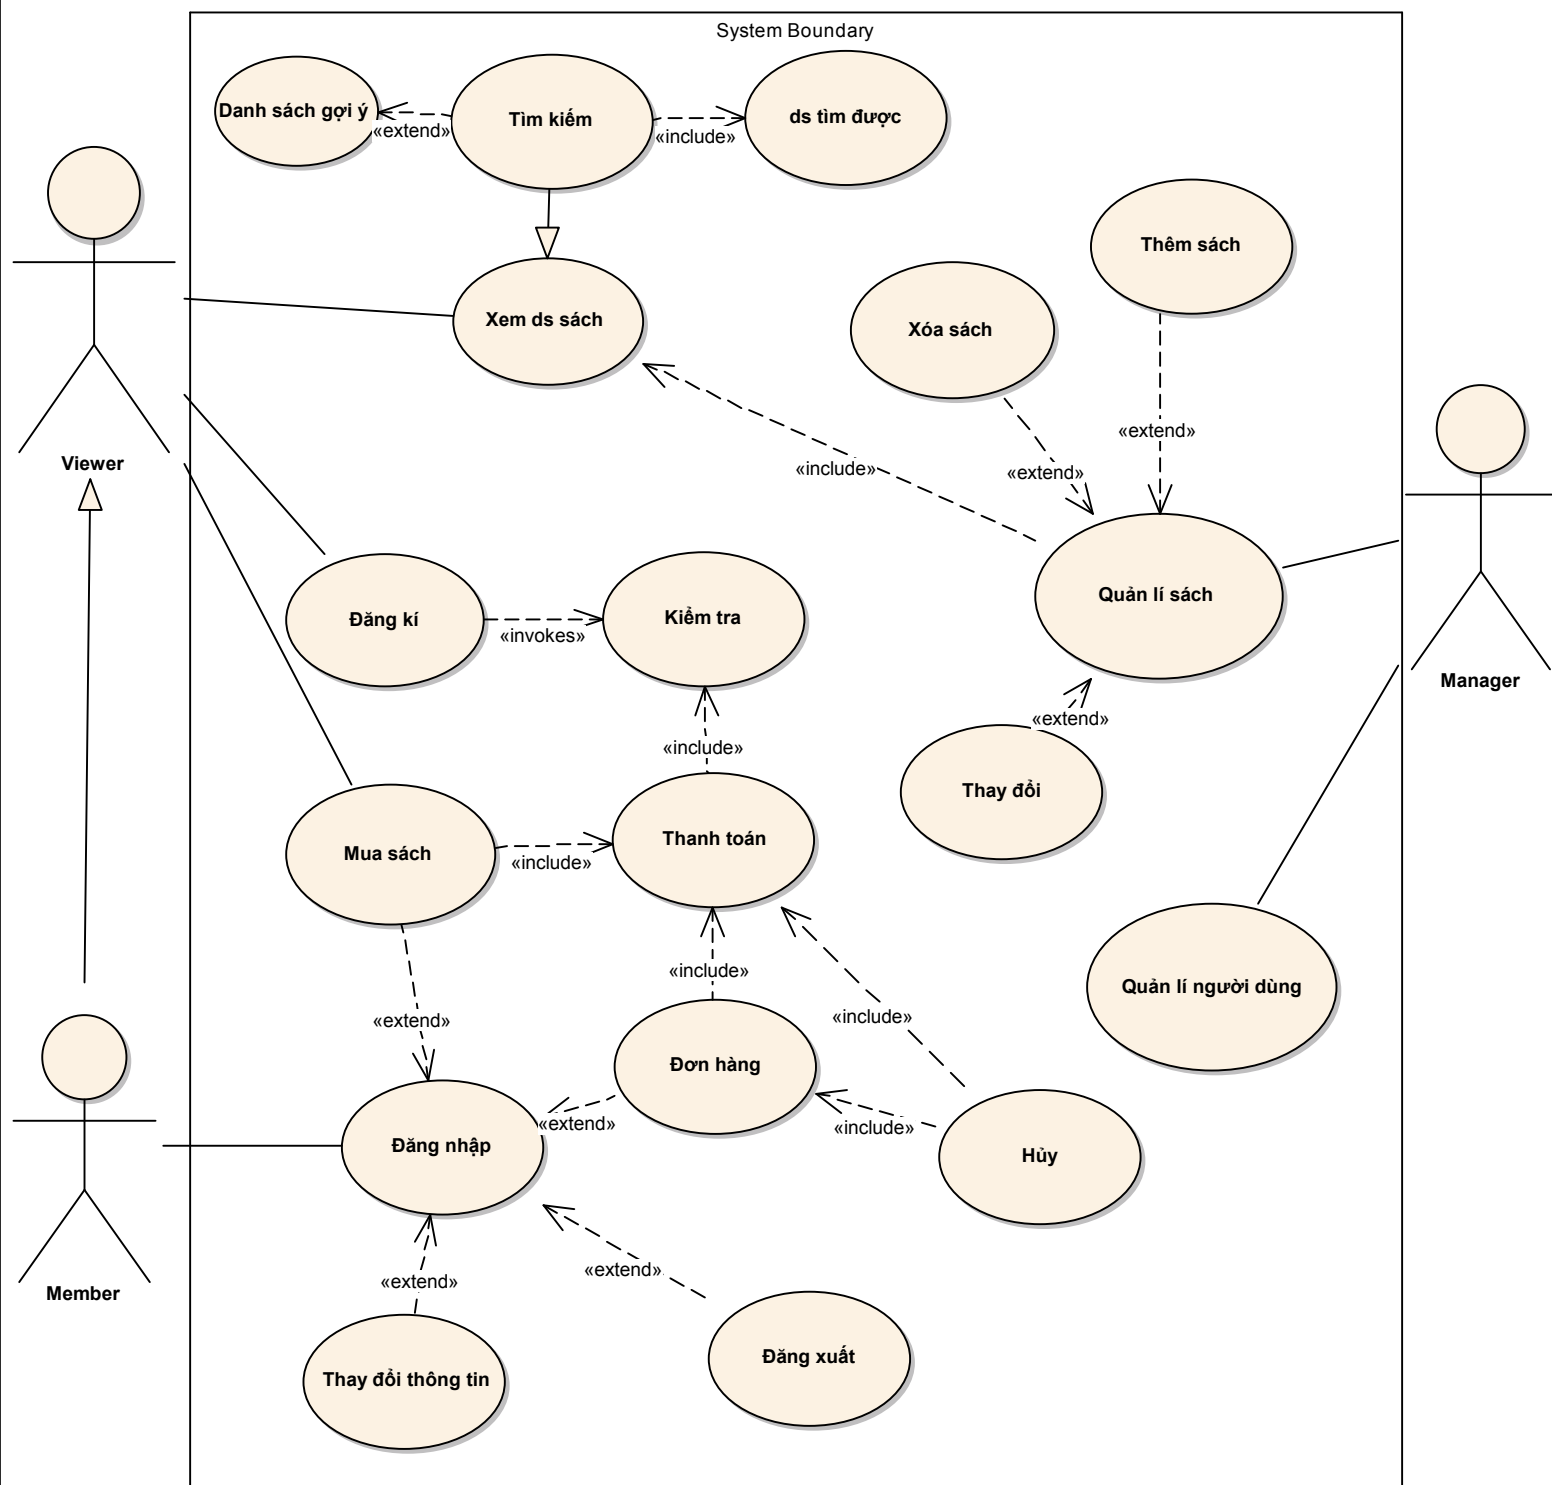 System Boundary
Danh sách gợi ý
«extend»
Tìm kiếm
«include»
ds tìm được
Thêm sách
Xem ds sách
Xóa sách
«extend»
Viewer
«include»
«extend»
Đăng kí
«invokes»
Kiểm tra
Quản lí sách
Manager
«extend»
«include»
Thay đổi
Mua sách
«include»
Thanh toán
«include»
Quản lí người dùng
«extend»
«include»
Đơn hàng
«extend»
«include»
Đăng nhập
Hủy
«extend»
«extend»
Member
Thay đổi thông tin
Đăng xuất